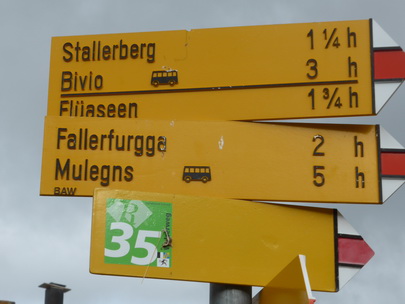 Stallerberg 1 ¼ h
Bivio 3 h
Flüaseen 1 ¾ h
Fallerfurgga 2 h
Mulegns 5 h
BAW
R
35